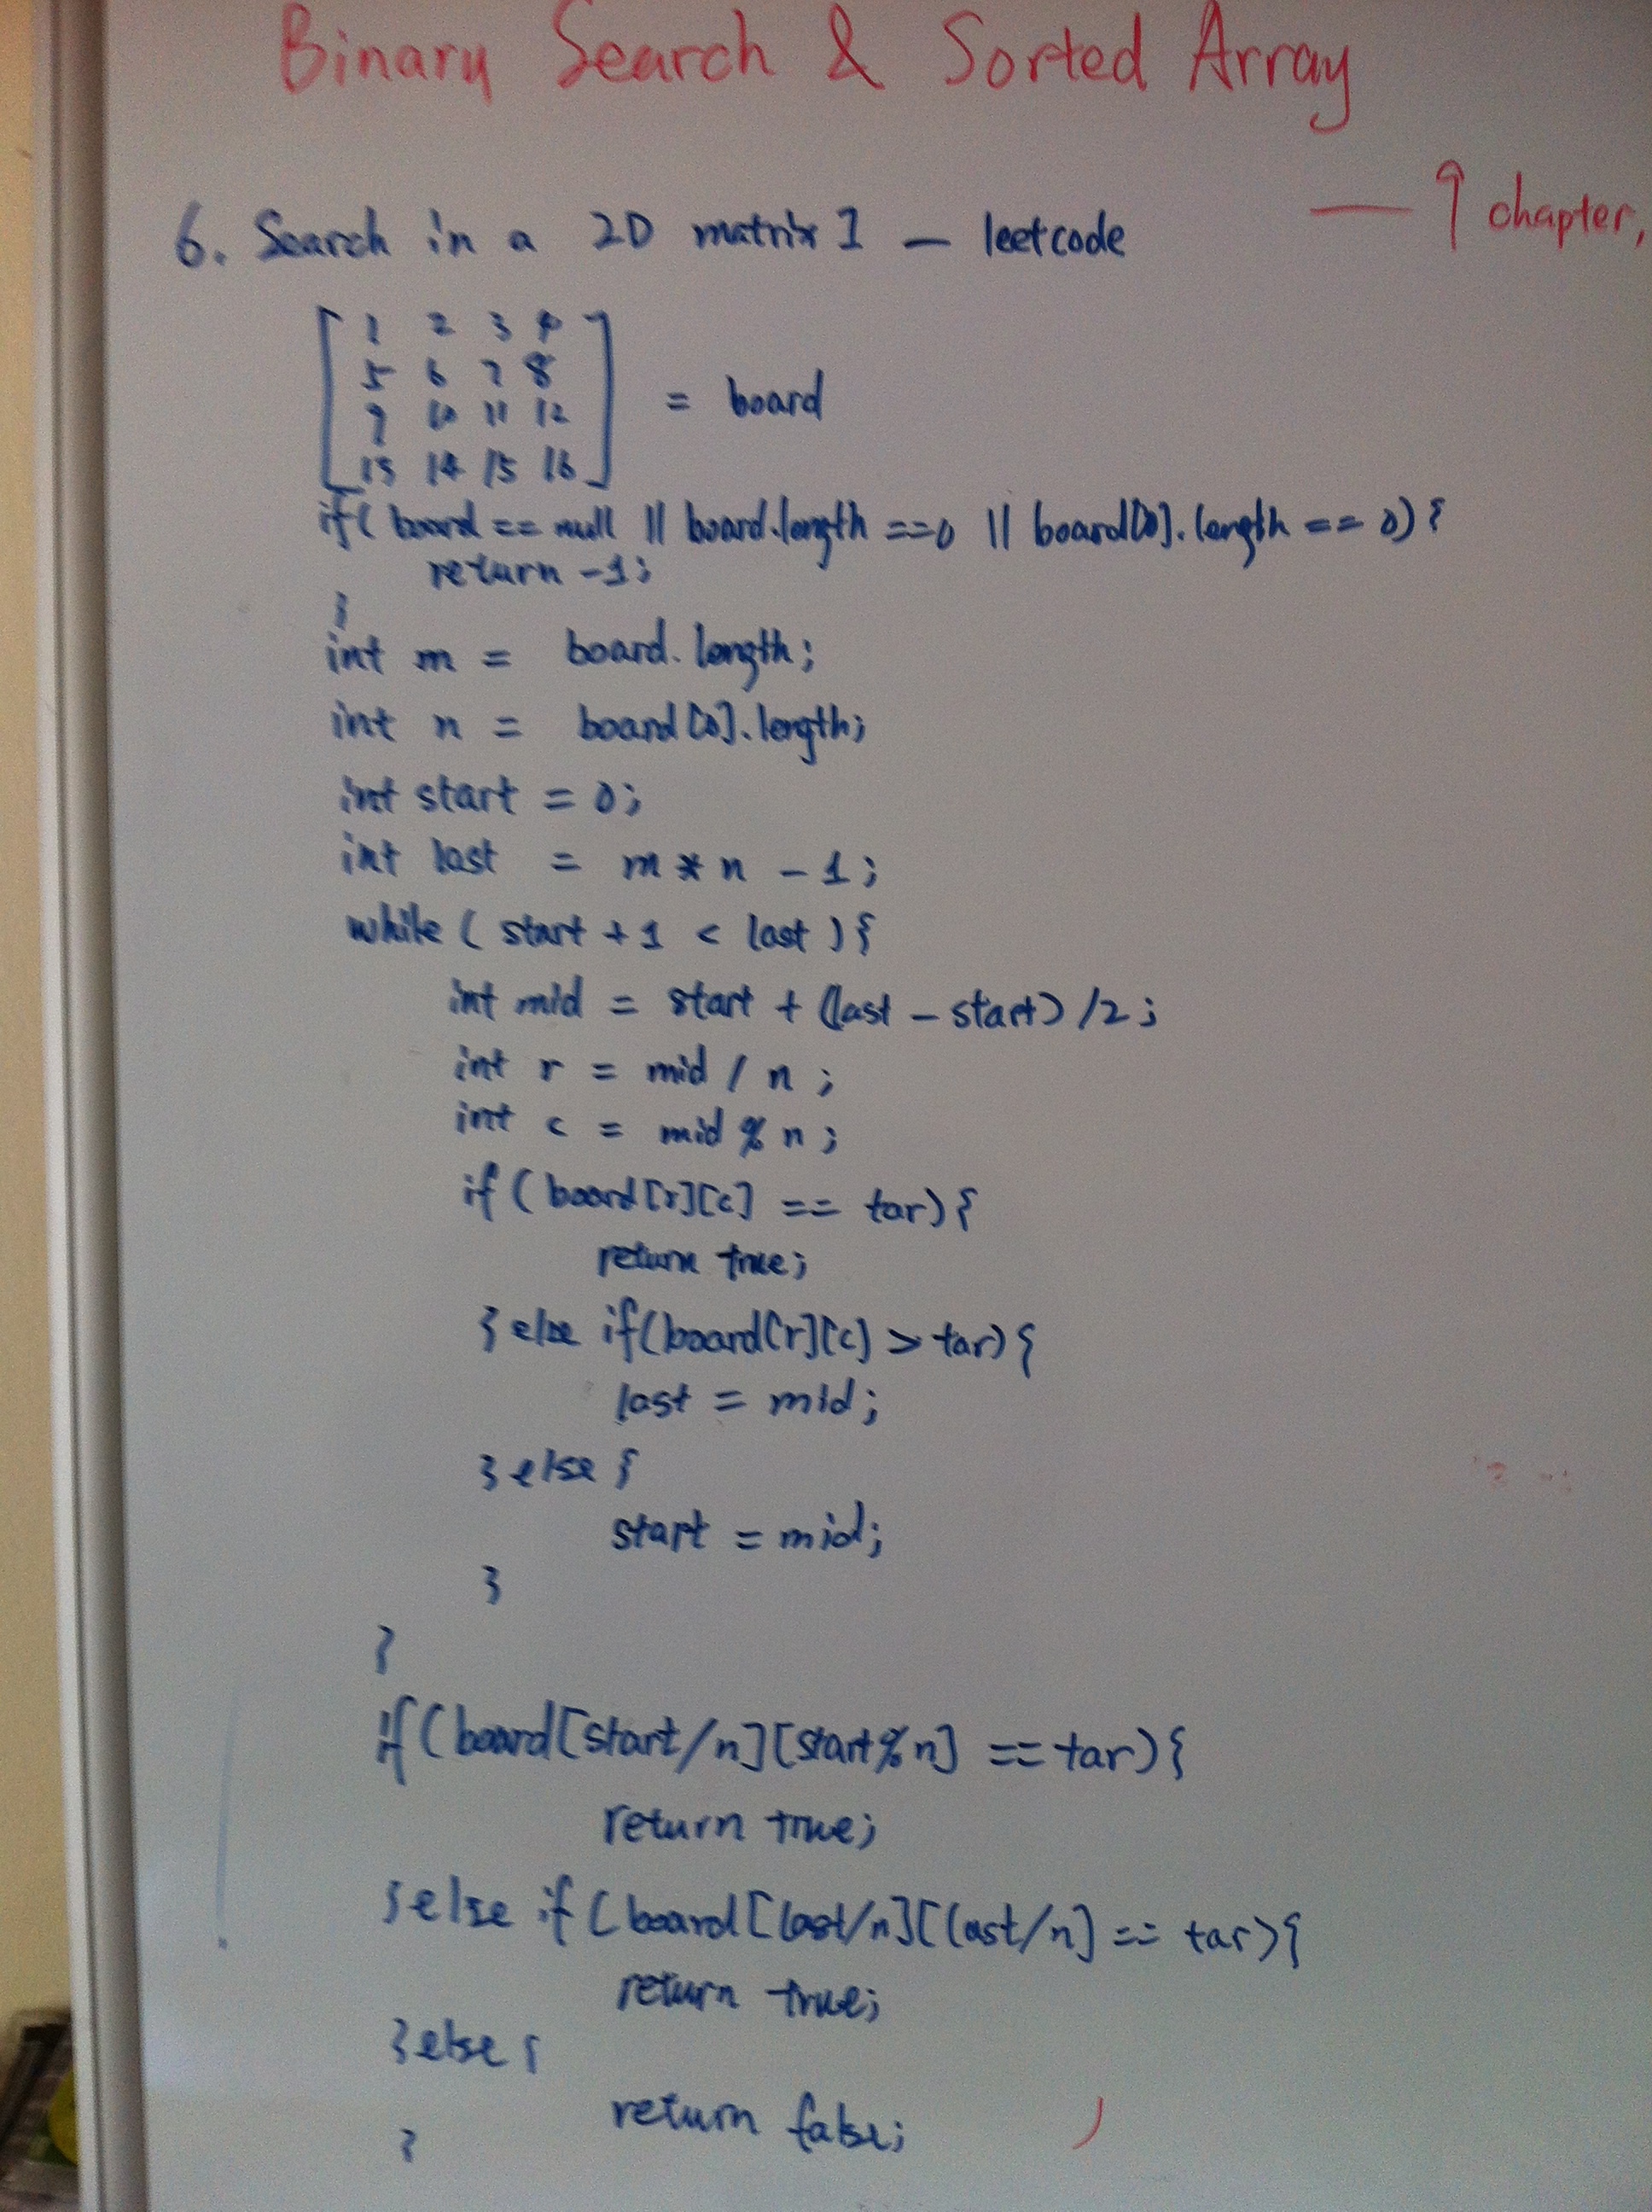 Binary Search & Sorted Array
— 9 chapter,
6. Search in a 2D matrix I — leetcode
1 2 3 4
5 6 7 8
9 10 11 12
13 14 15 16
= board
if( board == null || board.length ==0 || board[0].length == 0){
return -1;
}
int m = board.length;
int n = board[0].length;
int start = 0;
int last = m * n - 1;
while ( start + 1 < last ){
int mid = start + (last - start) /2;
int r = mid / n ;
int c = mid % n ;
if ( board[r][c] == tar){
return true;
} else if(board[r][c] > tar){
last = mid;
} else {
start = mid;
}
}
if (board[start/n][start%n] == tar){
return true;
} else if (board[last/n][last/n] == tar){
return true;
} else {
return false;
}